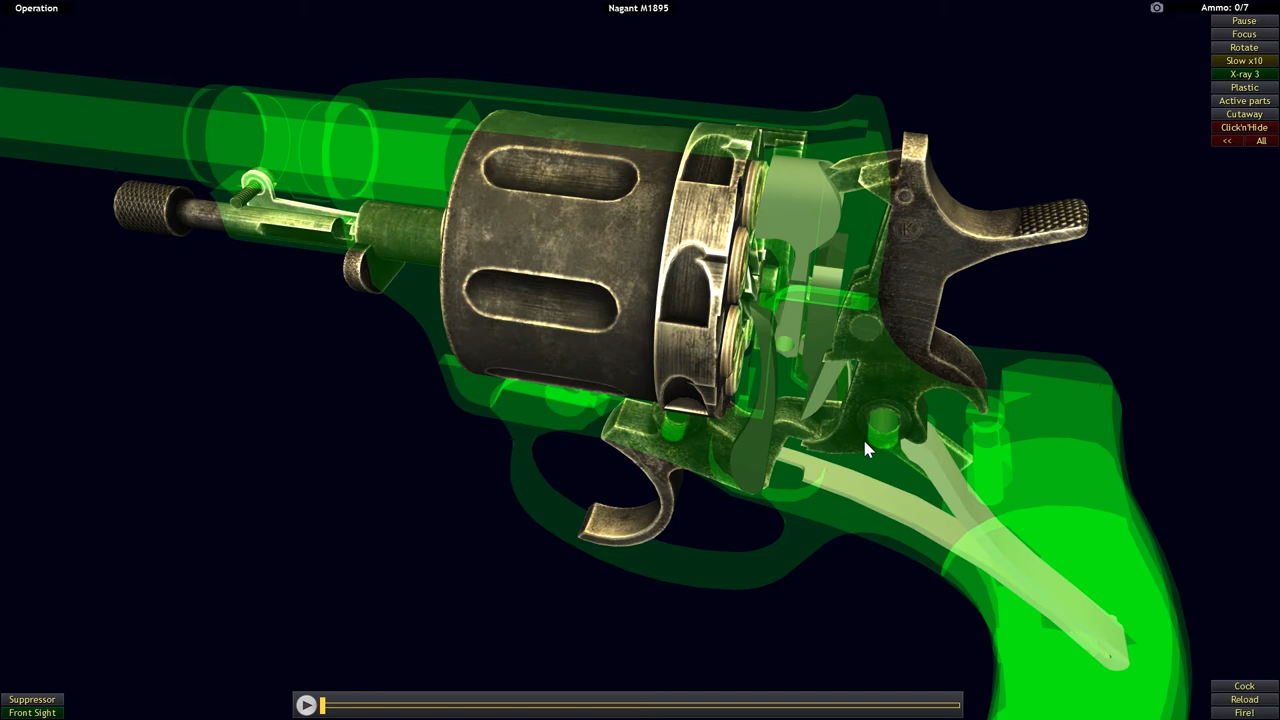 Operation
Nagant M1895
Ammo: 0/7
Pause
Focus
Rotate
Slow x10
X-ray 3
Plastic
Active parts
Cutaway
Click'n'Hide
<< All
Suppressor
Front Sight
Cock
Reload
Fire!